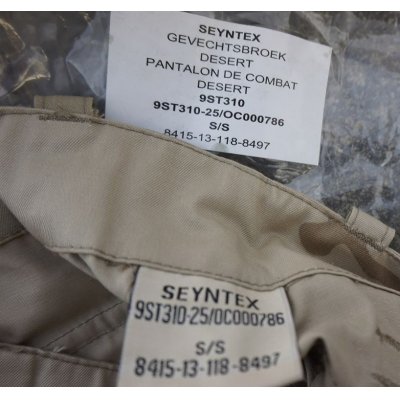 SEYNTEX
GEVECHTSBROEK
DESERT
PANTALON DE COMBAT
DESERT
9ST310
9ST310-25/OC000786
S/S
8415-13-118-8497
SEYNTEX
9ST310-25/0C000786
S/S
8415-13-118-8497